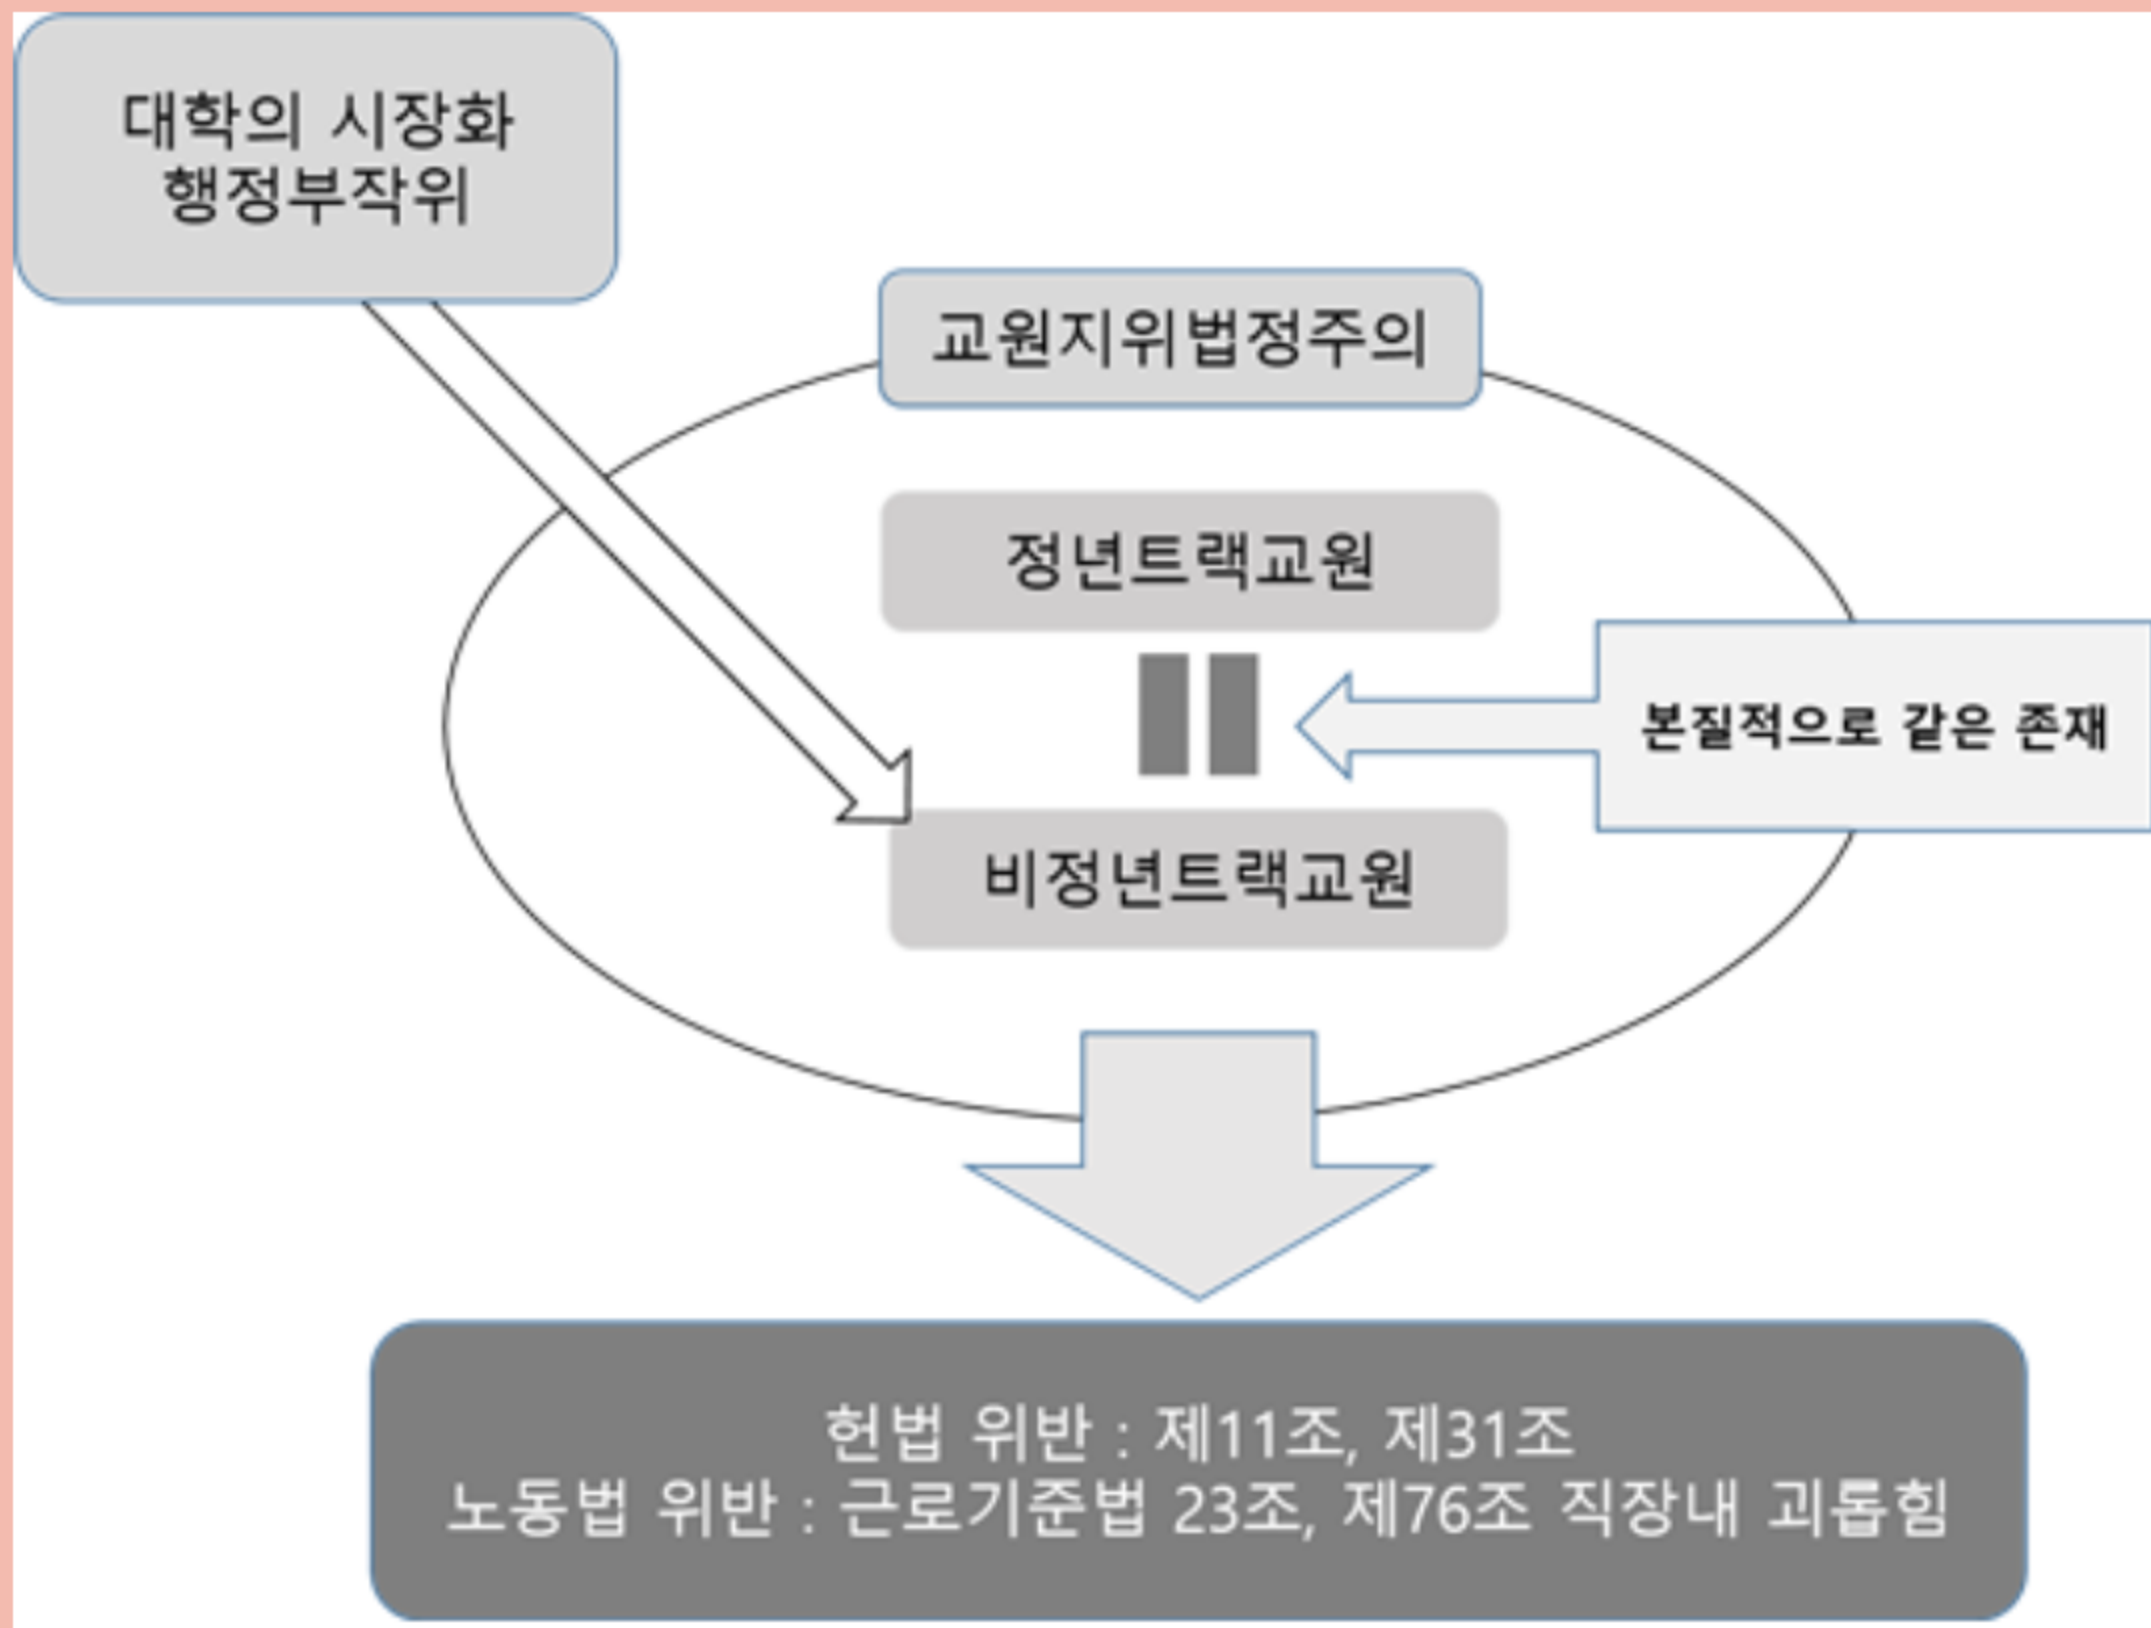 대학의 시장화
행정부작위
교원지위법정주의
정년트랙교원
본질적으로 같은 존재
비정년트랙교원
헌법 위반 : 제11조, 제31조
노동법 위반 : 근로기준법 23조, 제76조 직장내 괴롭힘